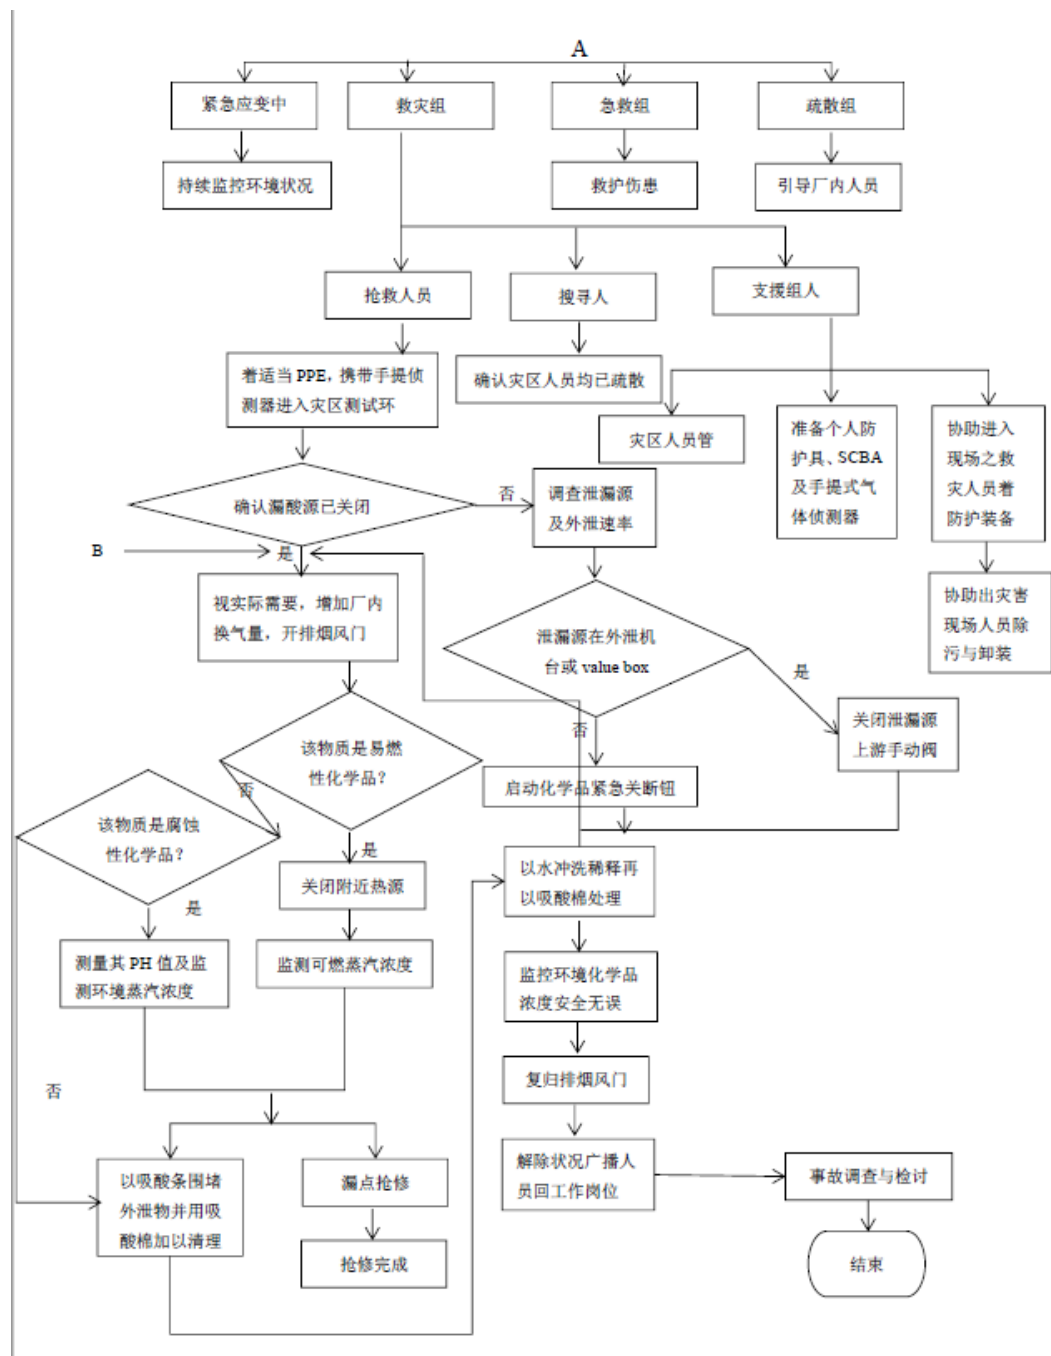 A
紧急应变中
救灾组
急救组
疏散组
持续监控环境状况
救护伤患
引导厂内人员
抢救人员
搜寻人
支援组人
着适当 PPE，携带手提侦
测器进入灾区测试环
确认灾区人员均已疏散
灾区人员管
准备个人防
护具、SCBA
及手提式气
体侦测器
协助进入
现场之救
灾人员着
防护装备
确认漏酸源已关闭
否
调查泄漏源
及外泄速率
B
是
视实际需要，增加厂内
换气量，开排烟风门
泄漏源在外泄机
台或 value box
协助出灾害
现场人员除
污与卸装
是
否
关闭泄漏源
上游手动阀
该物质是易燃
性化学品？
否
启动化学品紧急关断钮
该物质是腐蚀
性化学品？
是
关闭附近热源
以水冲洗稀释再
以吸酸棉处理
是
测量其 PH 值及监
测环境蒸汽浓度
监测可燃蒸汽浓度
监控环境化学品
浓度安全无误
否
复归排烟风门
以吸酸条围堵
外泄物并用吸
酸棉加以清理
漏点抢修
解除状况广播人
员回工作岗位
事故调查与检讨
抢修完成
结束